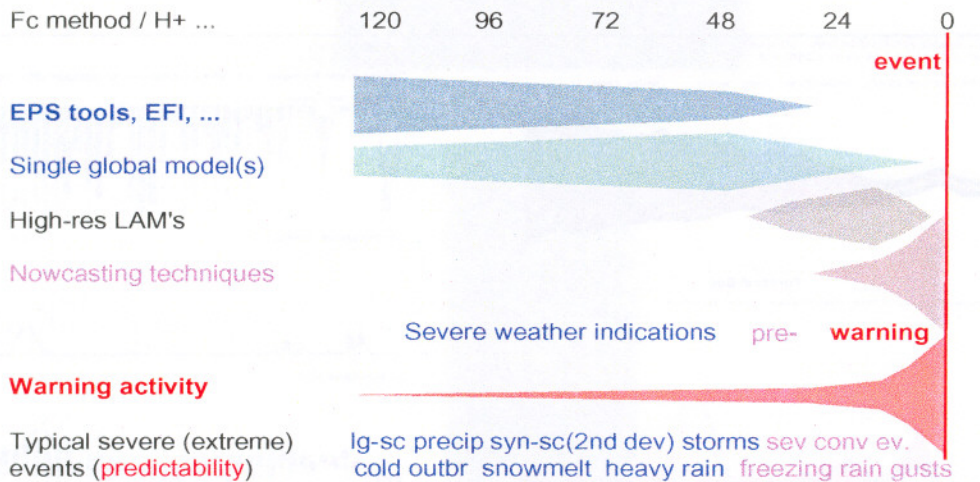 Fc method / H+ ... 120 96 72 48 24 0
event
EPS tools, EFI, ...
Single global model(s)
High-res LAM's
Nowcasting techniques
Severe weather indications pre- warning
Warning activity
Typical severe (extreme) lg-sc precip syn-sc(2nd dev) storms sev conv ev.
events (predictability) cold outbr snowmelt heavy rain freezing rain gusts